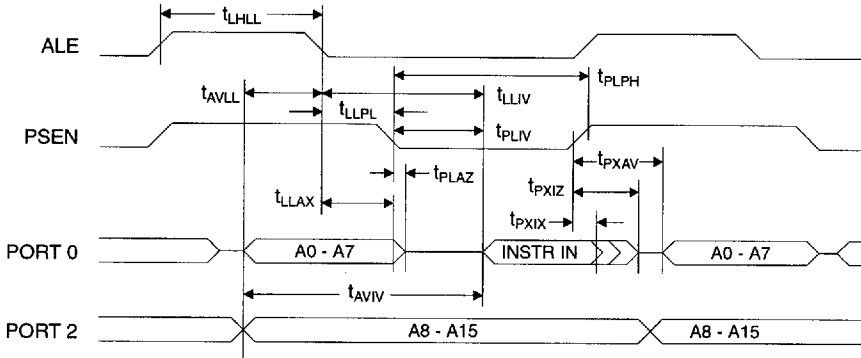 tLHLL
ALE
tPLPH
tAVLL
tLLIV
tLLPL
PSEN
tPLIV
tPXAV
tPLAZ
tPXIZ
tLLAX
tPXIX
PORT 0
A0 - A7
INSTR IN
A0 - A7
tAVIV
PORT 2
A8 - A15
A8 - A15